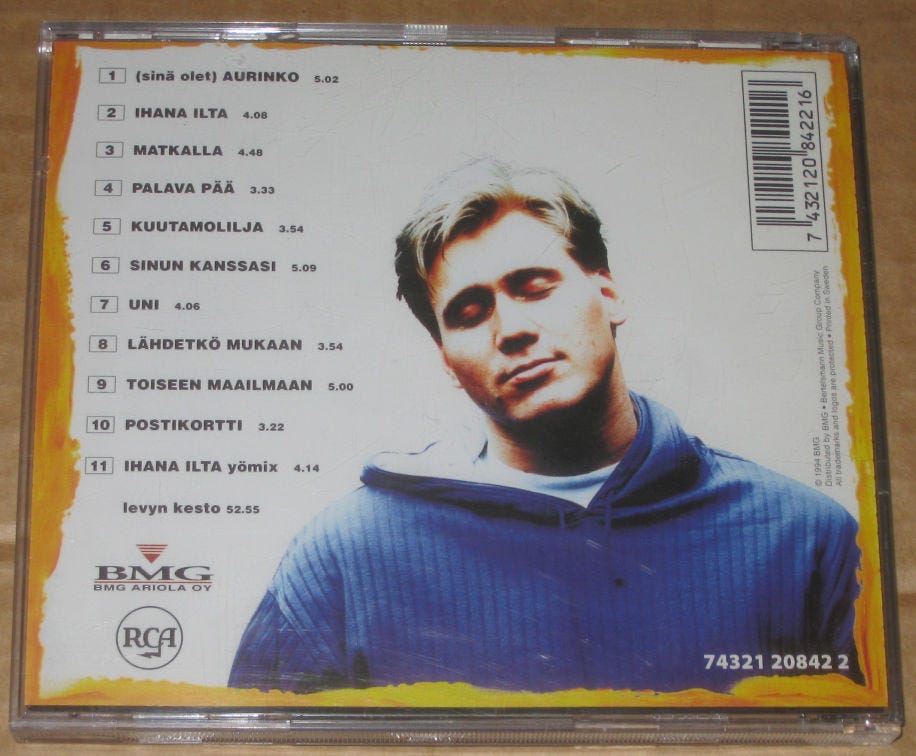 1 (sinä olet) AURINKO 5.02
2 IHANA ILTA 4.08
3 MATKALLA 4.48
4 PALAVA PÄÄ 3.33
5 KUUTAMOLILJA 3.54
6 SINUN KANSSASI 5.09
7 UNI 4.06
8 LÄHDETKÖ MUKAAN 3.54
9 TOISEEN MAAILMAAN 5.00
10 POSTIKORTTI 3.22
11 IHANA ILTA yömix 4.14
levyn kesto 52.55
BMG
BMG ARIOLA OY
RCA
7 432120 842216
© 1994 BMG
Distributed by BMG • Bertelsmann Music Group Company
All trademarks and logos are protected • Printed in Sweden
74321 20842 2